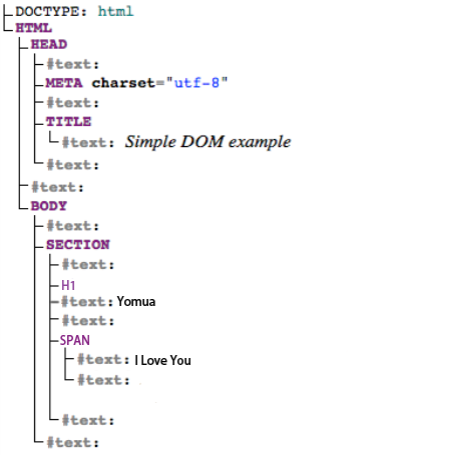 DOCTYPE: html
HTML
HEAD
#text:
META charset="utf-8"
#text:
TITLE
#text: Simple DOM example
#text:
#text:
BODY
#text:
SECTION
#text:
H1
#text: Yomua
#text:
SPAN
#text: I Love You
#text:
#text:
#text: